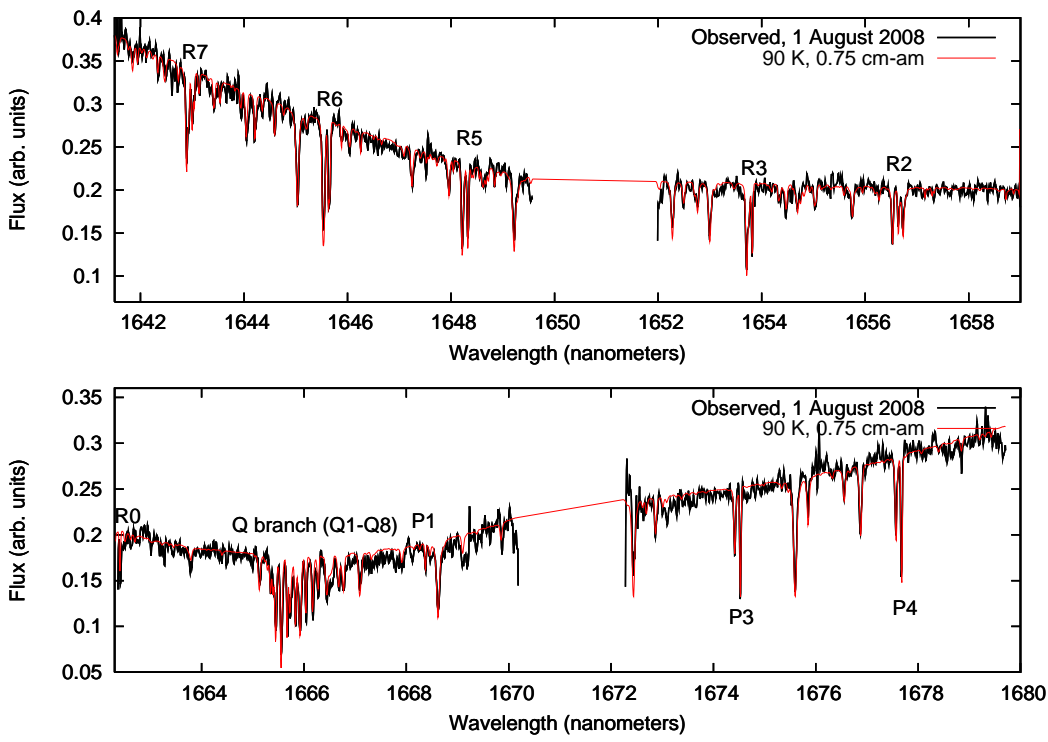 0.4
0.35
0.3
0.25
0.2
0.15
0.1
Flux (arb. units)
R7
R6
R5
R3
R2
Observed, 1 August 2008
90 K, 0.75 cm-am
1642 1644 1646 1648 1650 1652 1654 1656 1658
Wavelength (nanometers)
0.35
0.3
0.25
0.2
0.15
0.1
0.05
Flux (arb. units)
R0
Q branch (Q1-Q8)
P1
P3
P4
Observed, 1 August 2008
90 K, 0.75 cm-am
1664 1666 1668 1670 1672 1674 1676 1678 1680
Wavelength (nanometers)